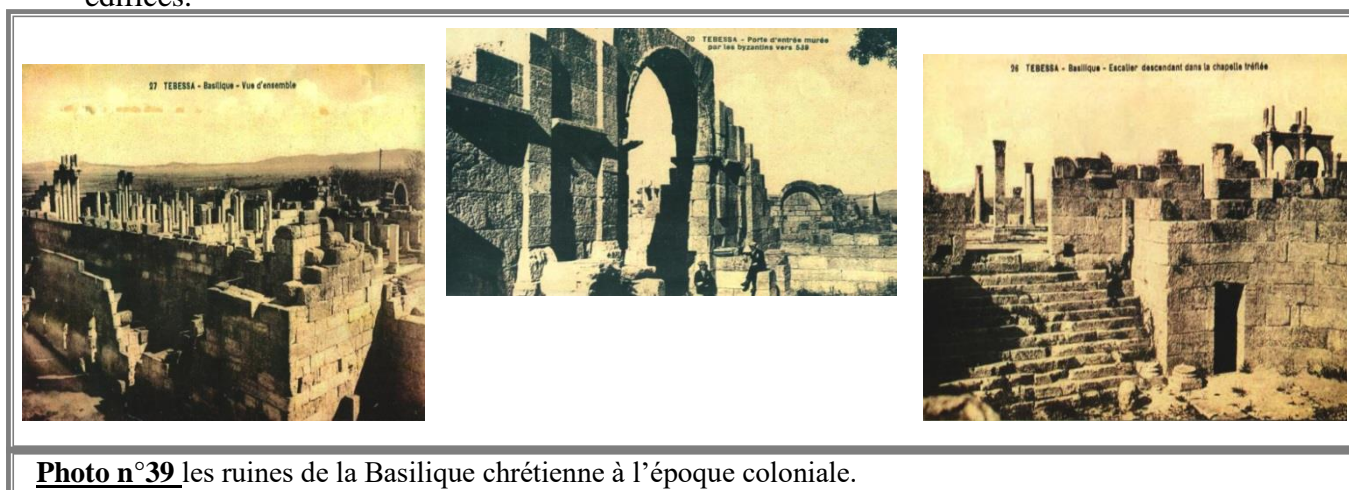 édifices.
27 TEBESSA - Basilique - Vue d'ensemble
20 TEBESSA - Porte d'entrée murée
par les byzantins vers 539
26 TEBESSA - Basilique - Escalier descendant dans la chapelle tréflée
Photo n°39 les ruines de la Basilique chrétienne à l'époque coloniale.